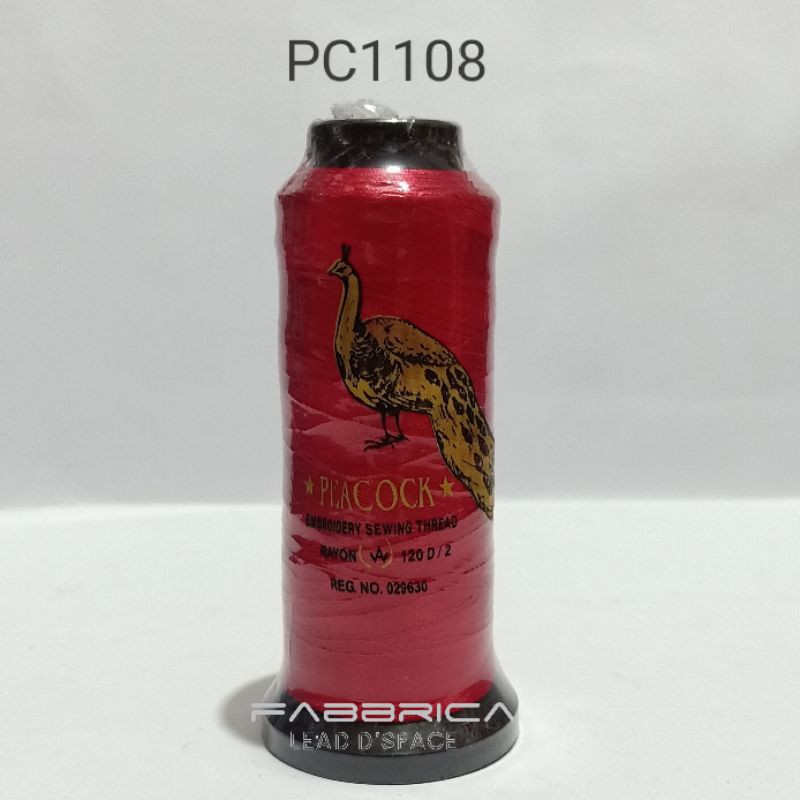 PC1108
★ PEACOCK ★
EMBROIDERY SEWING THREAD
RAYON 120 D/2
REG. NO. 029630
FABBRICA
LEAD D'SPACE